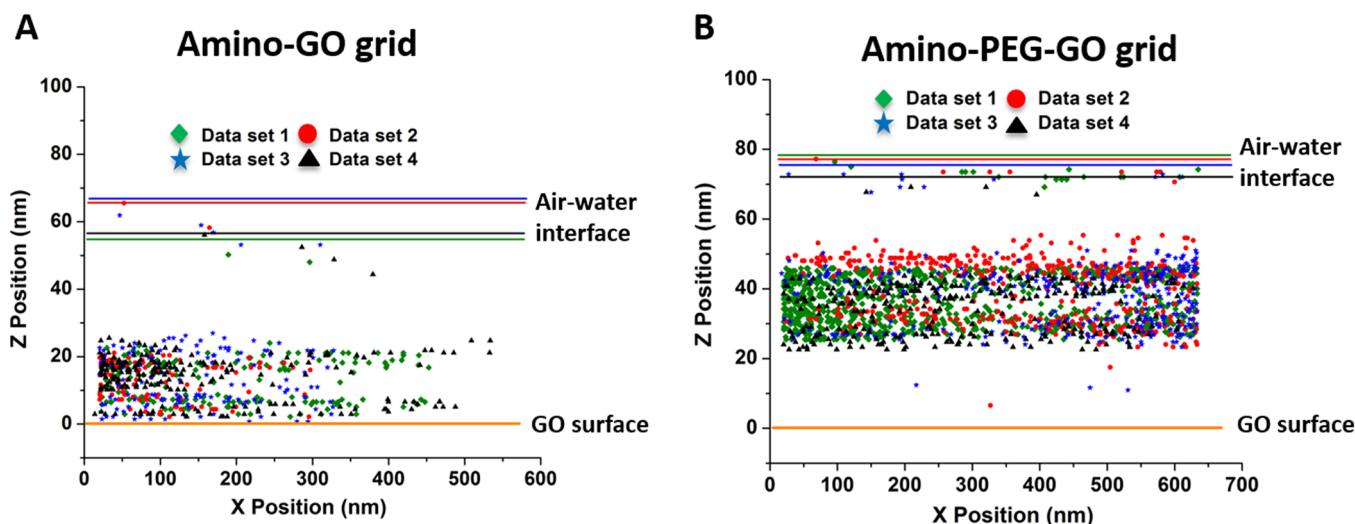 A
Amino-GO grid
Z Position (nm)
100
80
60
40
20
0
Data set 1
Data set 2
Data set 3
Data set 4
Air-water
interface
GO surface
0 100 200 300 400 500 600
X Position (nm)
B
Amino-PEG-GO grid
Z Position (nm)
100
80
60
40
20
0
Data set 1
Data set 2
Data set 3
Data set 4
Air-water
interface
GO surface
0 100 200 300 400 500 600 700
X Position (nm)